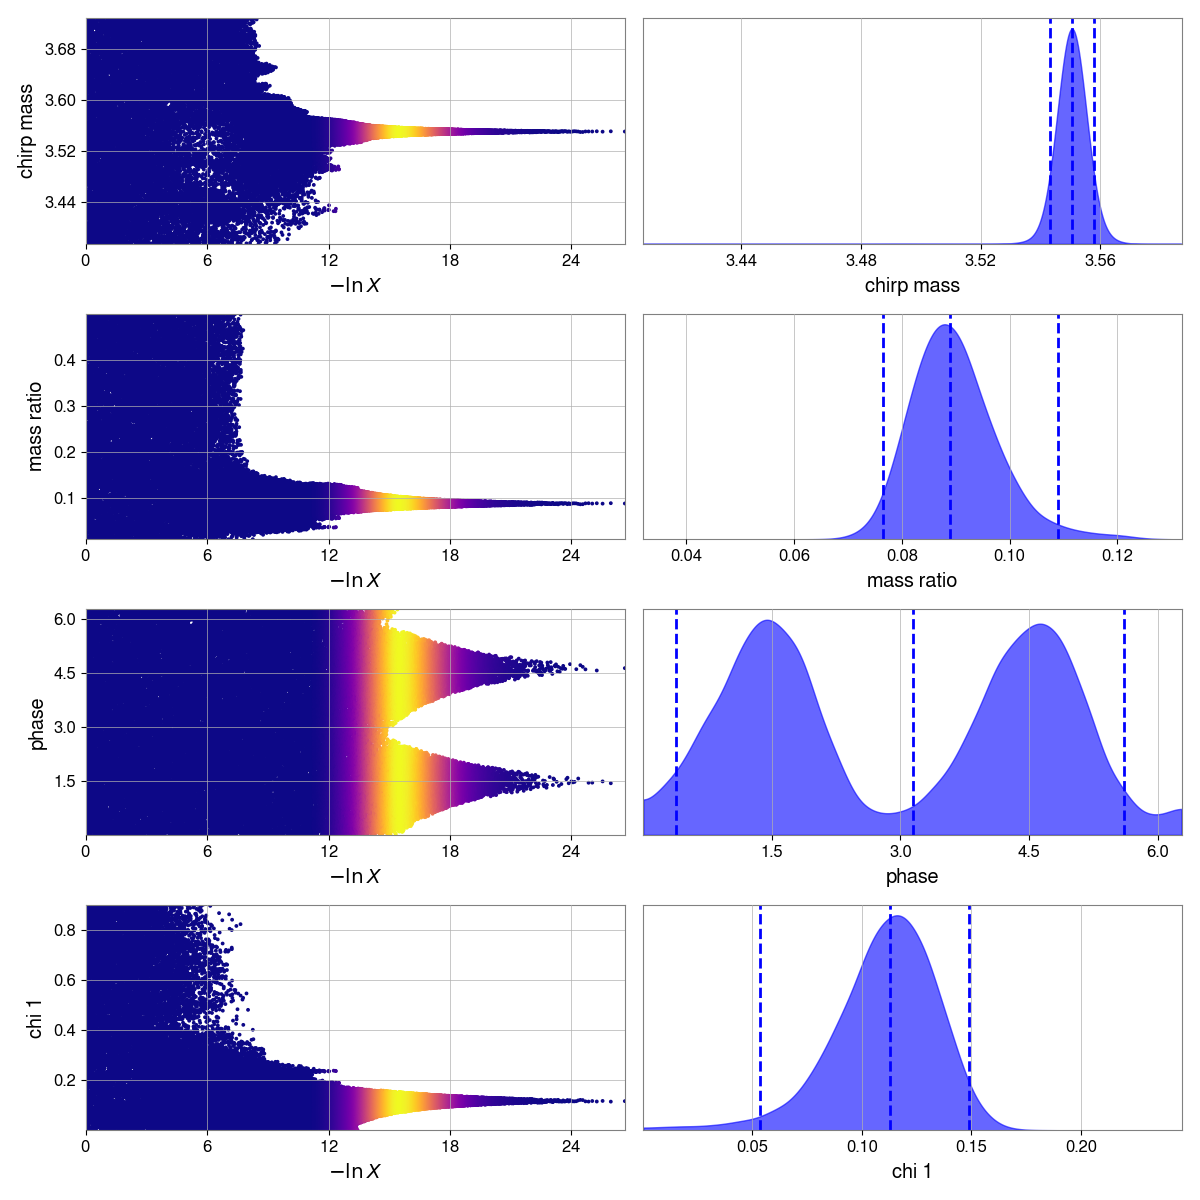 chirp mass
3.68
3.60
3.52
3.44
0 6 12 18 24
−ln X
3.44 3.48 3.52 3.56
chirp mass
mass ratio
0.4
0.3
0.2
0.1
0 6 12 18 24
−ln X
0.04 0.06 0.08 0.10 0.12
mass ratio
phase
6.0
4.5
3.0
1.5
0 6 12 18 24
−ln X
1.5 3.0 4.5 6.0
phase
chi 1
0.8
0.6
0.4
0.2
0 6 12 18 24
−ln X
0.05 0.10 0.15 0.20
chi 1